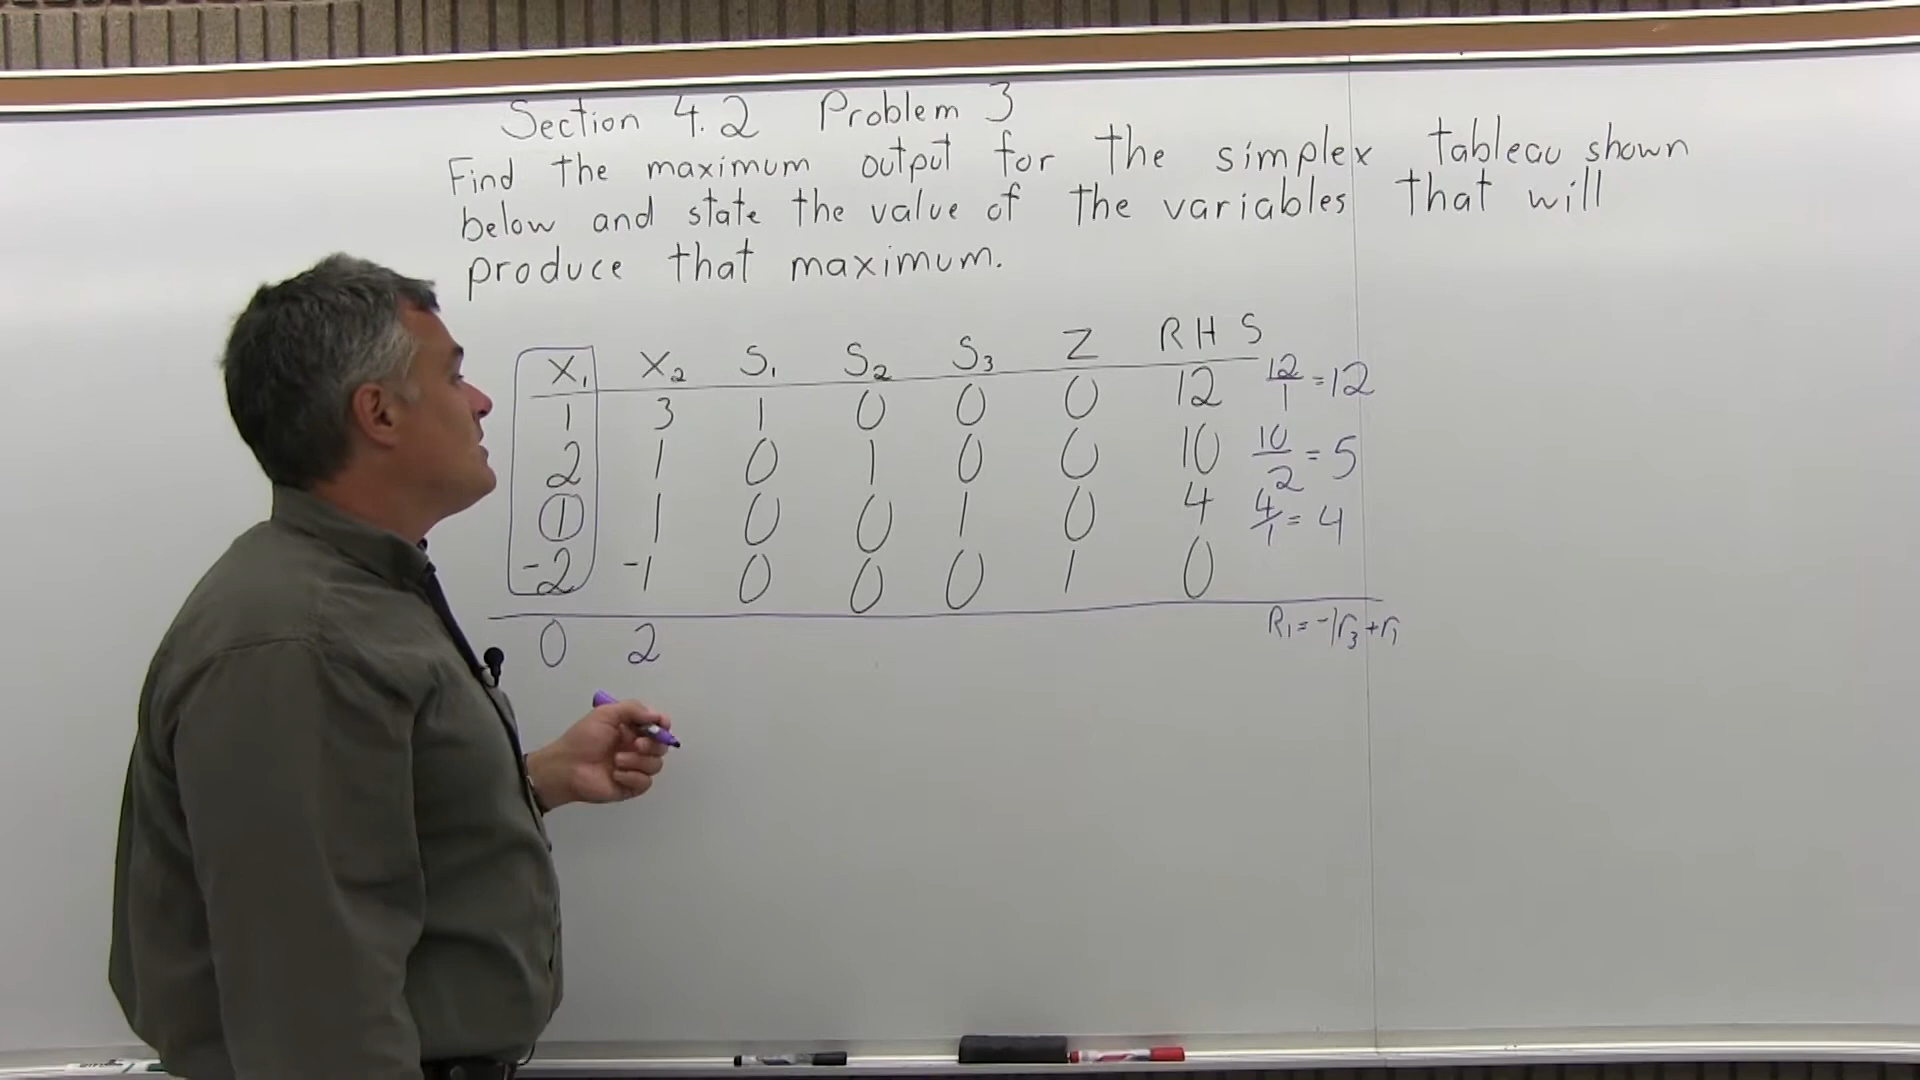 Section 4.2 Problem 3
Find the maximum output for the simplex tableau shown
below and state the value of the variables that will
produce that maximum.
X₁ X₂ S₁ S₂ S₃ Z RHS
1 3 1 0 0 0 12 12/1 = 12
2 1 0 1 0 0 10 10/2 = 5
1 1 0 0 1 0 4 4/1 = 4
-2 -1 0 0 0 1 0
0 2 R₁ = -1r₃ + r₁